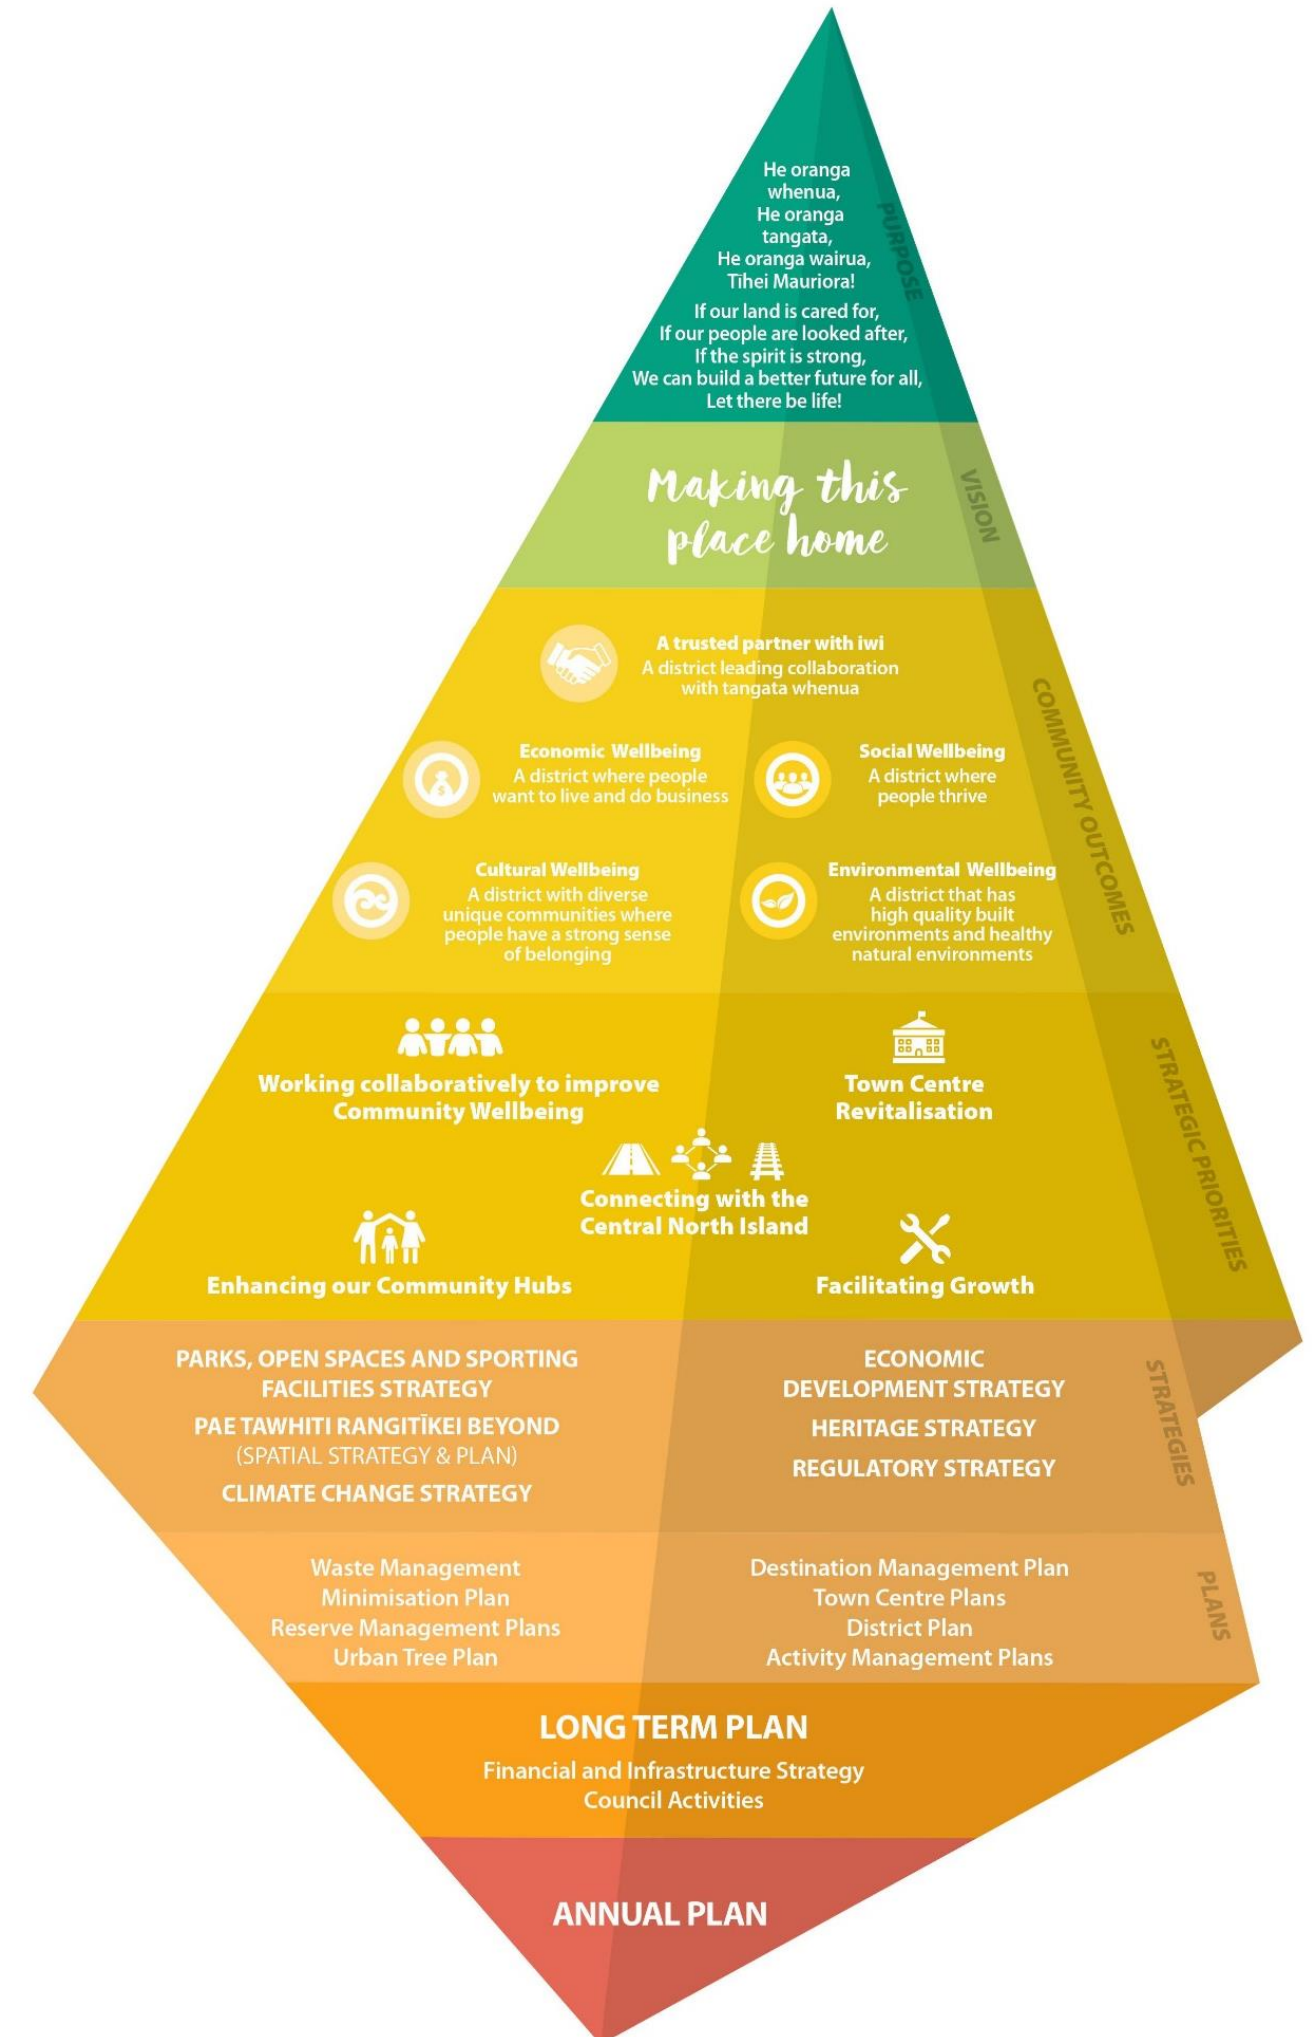 He oranga
whenua,
He oranga
tangata,
He oranga wairua,
Tihei Mauriora!
If our land is cared for,
If our people are looked after,
If the spirit is strong,
We can build a better future for all,
Let there be life!
PURPOSE
Making this
place home
VISION
A trusted partner with iwi
A district leading collaboration
with tangata whenua
Economic Wellbeing
A district where people
want to live and do business
Social Wellbeing
A district where
people thrive
Cultural Wellbeing
A district with diverse
unique communities where
people have a strong sense
of belonging
Environmental Wellbeing
A district that has
high quality built
environments and healthy
natural environments
COMMUNITY OUTCOMES
Working collaboratively to improve
Community Wellbeing
Town Centre
Revitalisation
Connecting with the
Central North Island
Enhancing our Community Hubs
Facilitating Growth
STRATEGIC PRIORITIES
PARKS, OPEN SPACES AND SPORTING
FACILITIES STRATEGY
PAE TAWHITI RANGITĪKEI BEYOND
(SPATIAL STRATEGY & PLAN)
CLIMATE CHANGE STRATEGY
ECONOMIC
DEVELOPMENT STRATEGY
HERITAGE STRATEGY
REGULATORY STRATEGY
STRATEGIES
Waste Management
Minimisation Plan
Reserve Management Plans
Urban Tree Plan
Destination Management Plan
Town Centre Plans
District Plan
Activity Management Plans
PLANS
LONG TERM PLAN
Financial and Infrastructure Strategy
Council Activities
ANNUAL PLAN